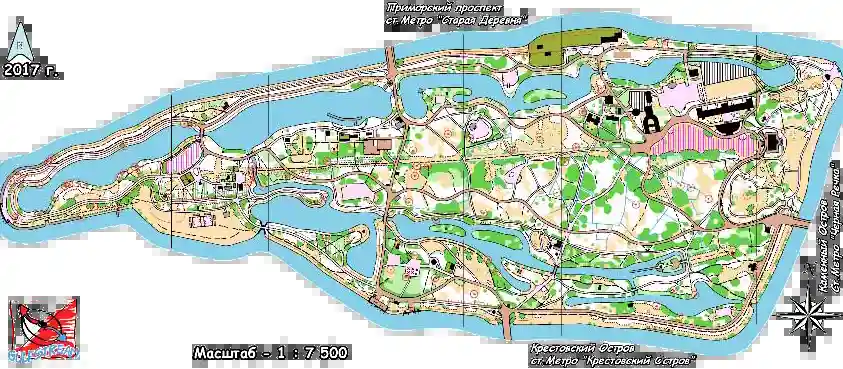 Приморский проспект
ст. Метро "Старая Деревня"
2017 г.
Каменный Остров
Ст. Метро "Черная Речка"
Масштаб - 1 : 7 500
Крестовский Остров
ст. Метро "Крестовский Остров"